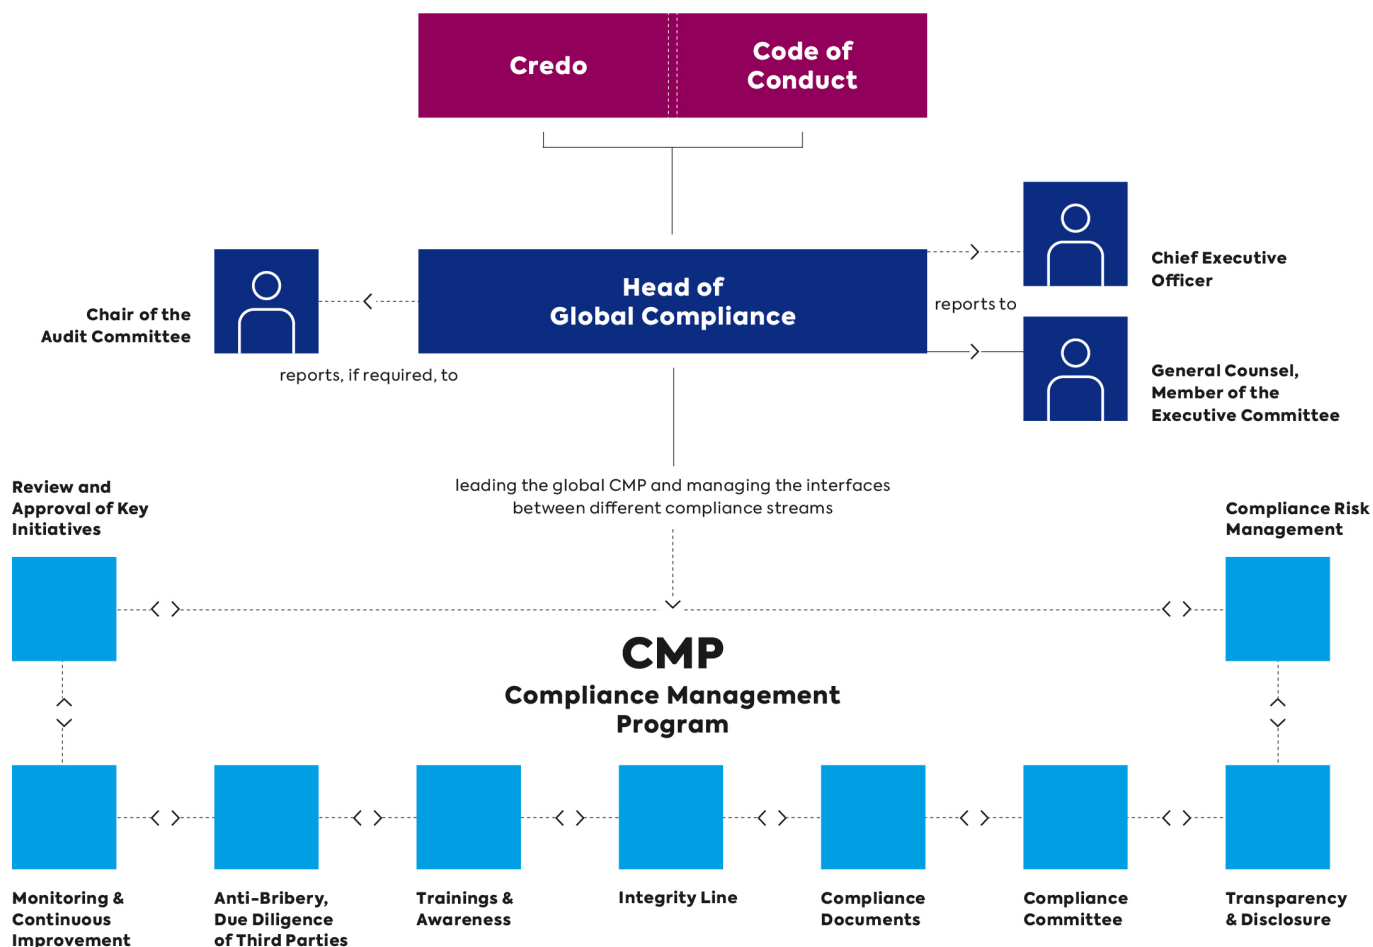 Credo
Code of
Conduct
Chief Executive
Officer
Head of
Global Compliance
reports to
Chair of the
Audit Committee
General Counsel,
Member of the
Executive Committee
reports, if required, to
leading the global CMP and managing the interfaces
between different compliance streams
Review and
Approval of Key
Initiatives
Compliance Risk
Management
CMP
Compliance Management
Program
Monitoring &
Continuous
Improvement
Anti-Bribery,
Due Diligence
of Third Parties
Trainings &
Awareness
Integrity Line
Compliance
Documents
Compliance
Committee
Transparency
& Disclosure